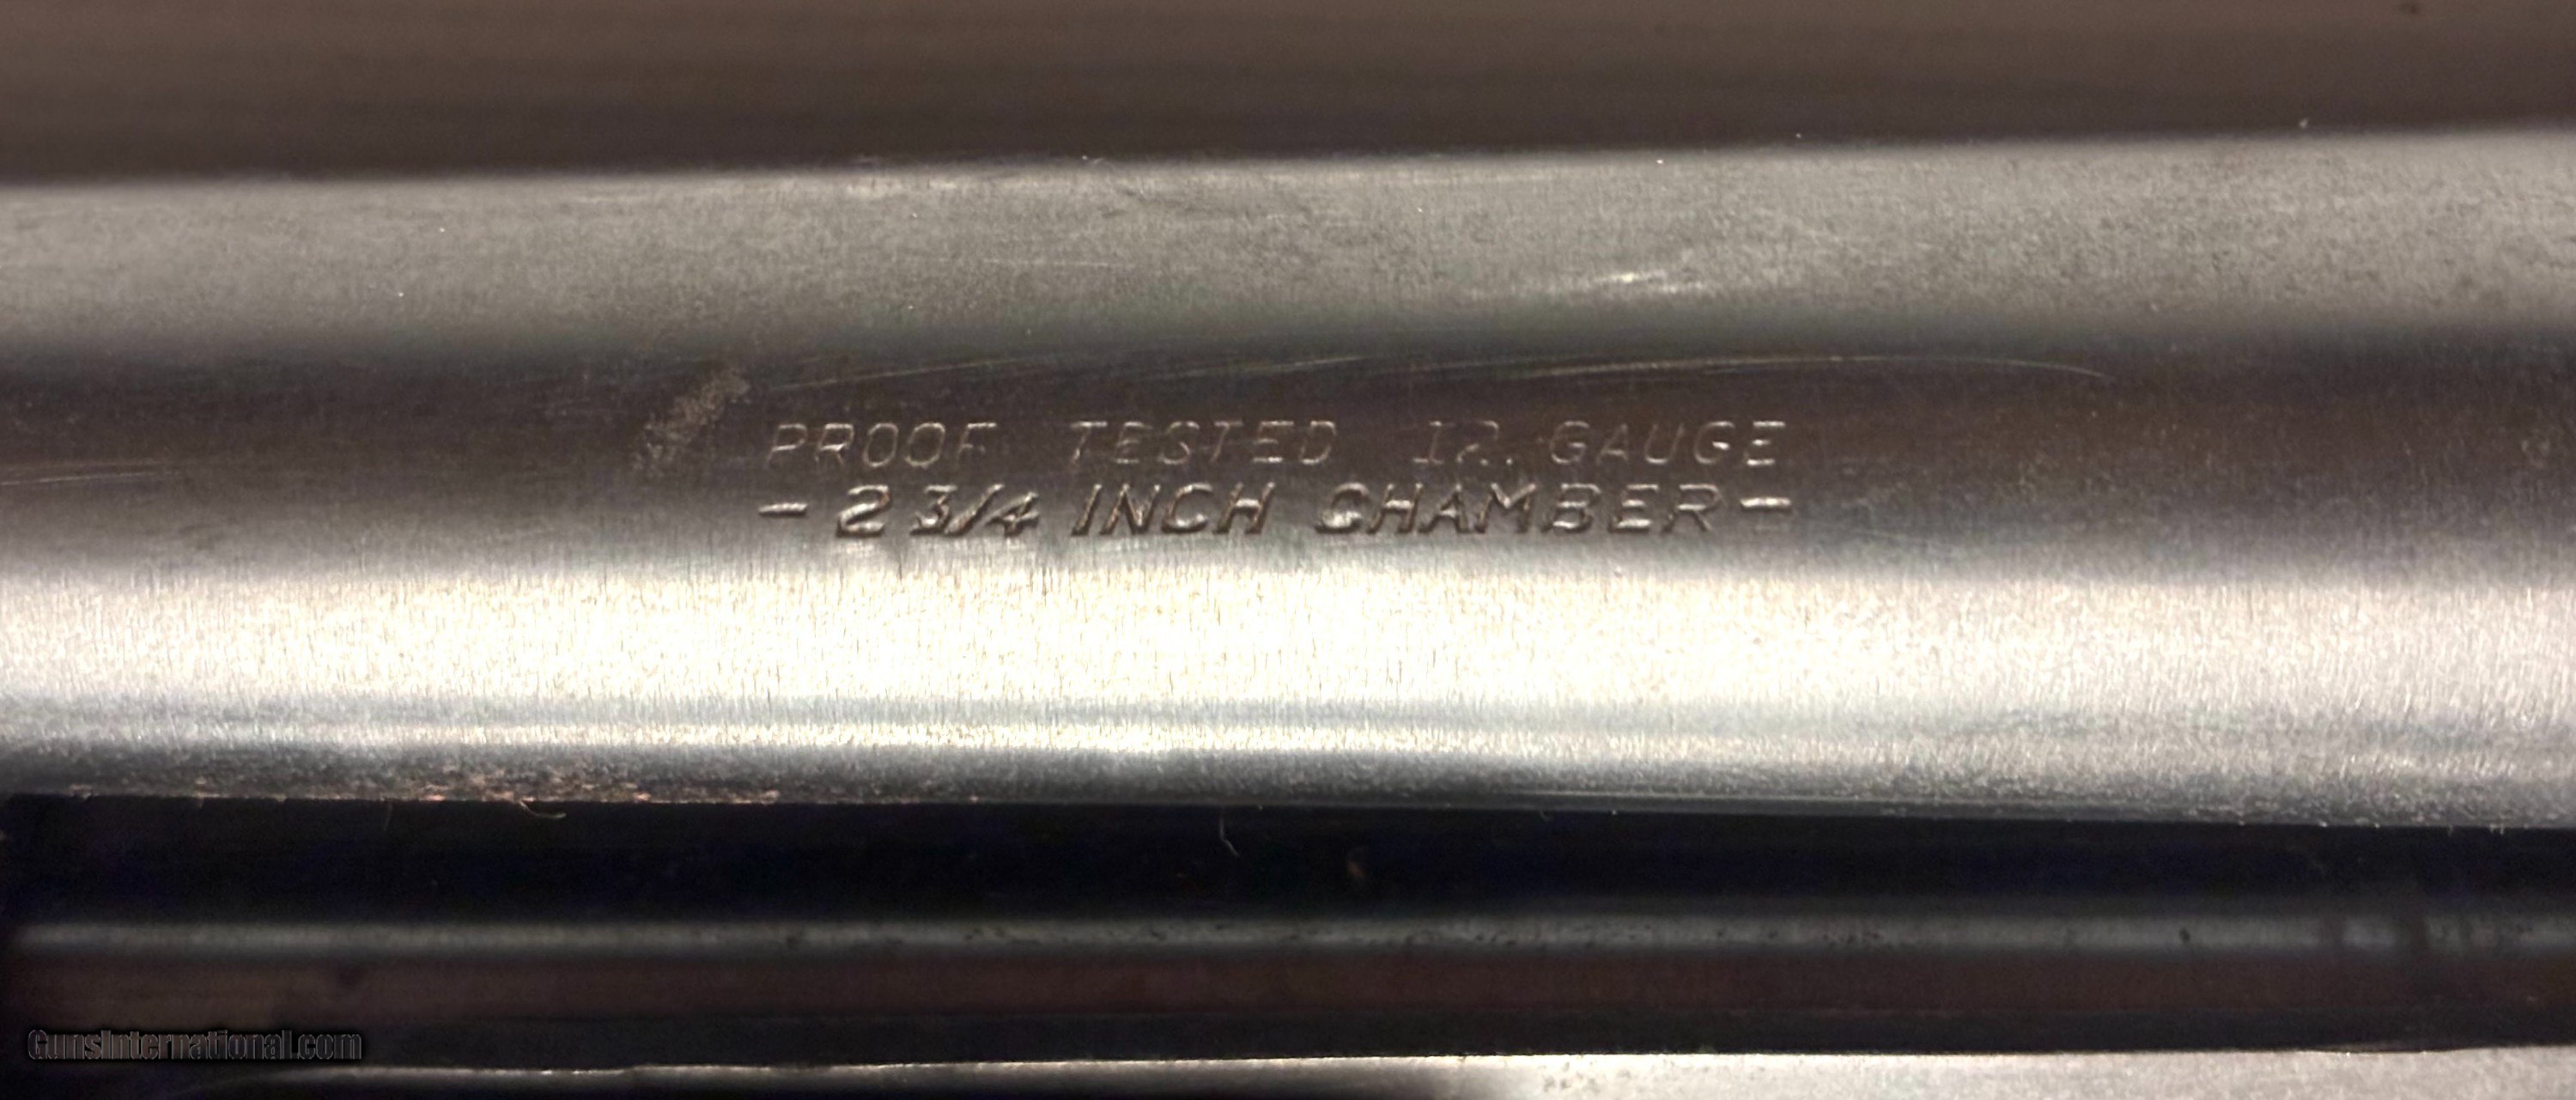 PROOF TESTED 12. GAUGE
-2 3/4 INCH CHAMBER-
GunsInternational.com